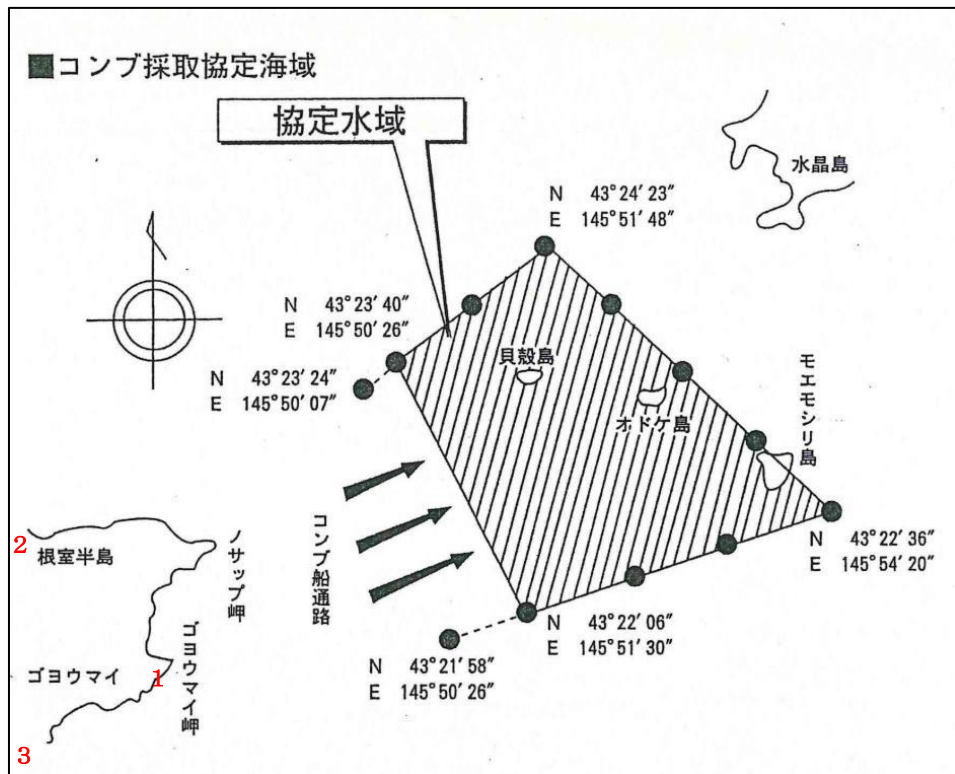 ■コンブ採取協定海域
協定水域
水晶島
N 43°24′23″
E 145°51′48″
N 43°23′40″
E 145°50′26″
N 43°23′24″
E 145°50′07″
貝殻島
オドケ島
モエモシリ島
コンブ船通路
N 43°22′36″
E 145°54′20″
N 43°22′06″
E 145°51′30″
N 43°21′58″
E 145°50′26″
2
根室半島
ノサップ岬
ゴヨウマイ
1
ゴヨウマイ岬
3